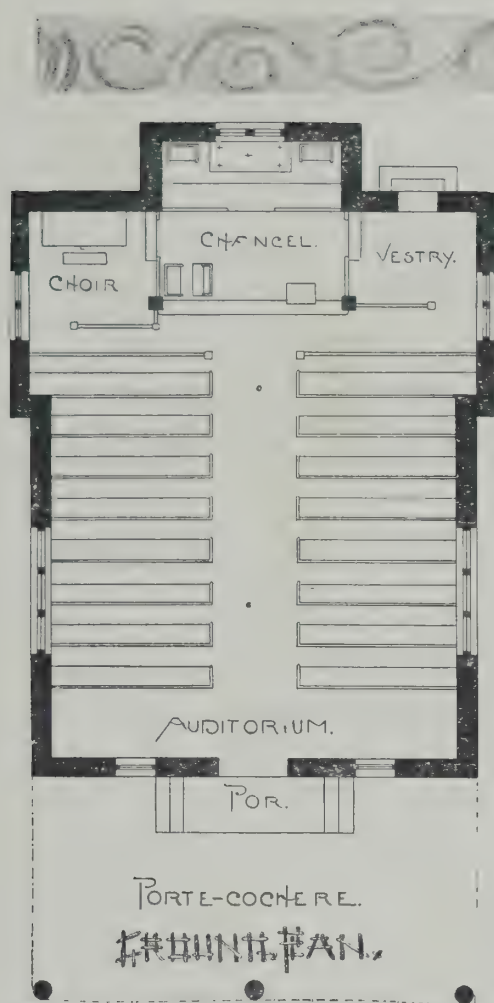 CHANCEL.
VESTRY.
CHOIR
AUDITORIUM.
POR.
PORTE-COCHERE.
GROUND PLAN.